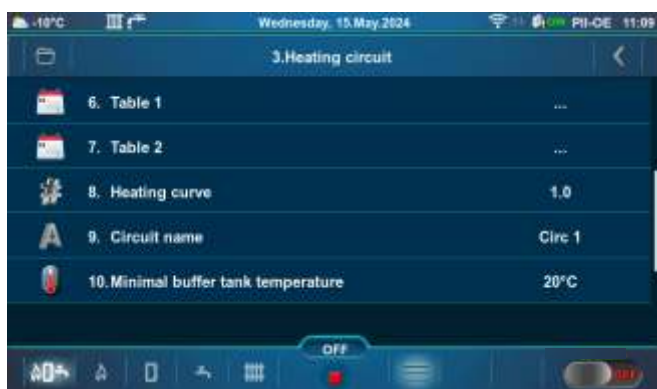 -10°C Wednesday, 15.May.2024 PII-OE 11:09
3.Heating circuit
6. Table 1 ...
7. Table 2 ...
8. Heating curve 1.0
9. Circuit name Circ 1
10.Minimal buffer tank temperature 20°C
OFF
OFF